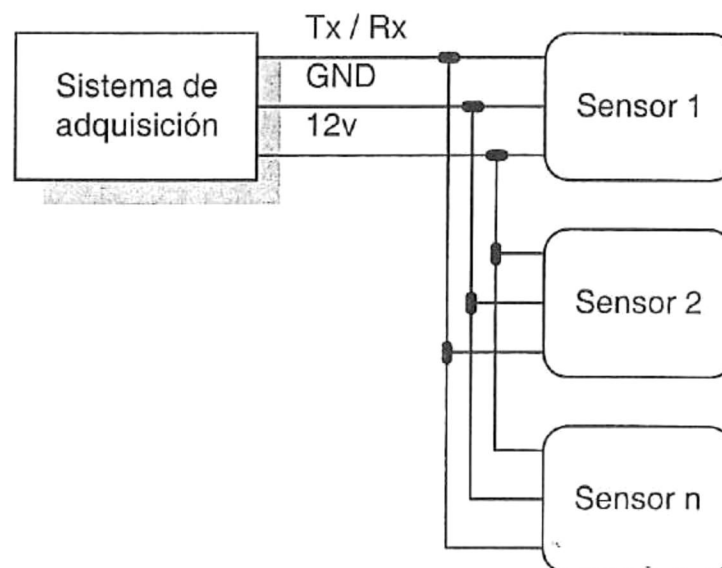 Tx / Rx
Sistema de
adquisición
GND
12v
Sensor 1
Sensor 2
Sensor n